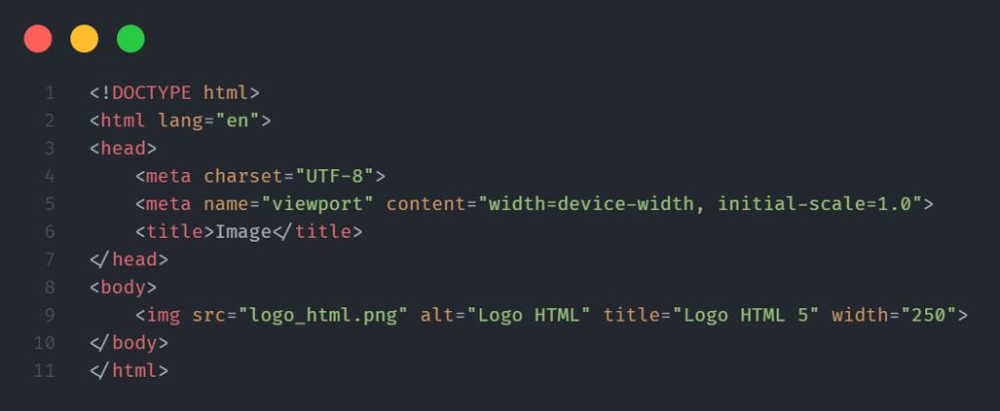 1 <!DOCTYPE html>
2 <html lang="en">
3 <head>
4     <meta charset="UTF-8">
5     <meta name="viewport" content="width=device-width, initial-scale=1.0">
6     <title>Image</title>
7 </head>
8 <body>
9     <img src="logo_html.png" alt="Logo HTML" title="Logo HTML 5" width="250">
10 </body>
11 </html>